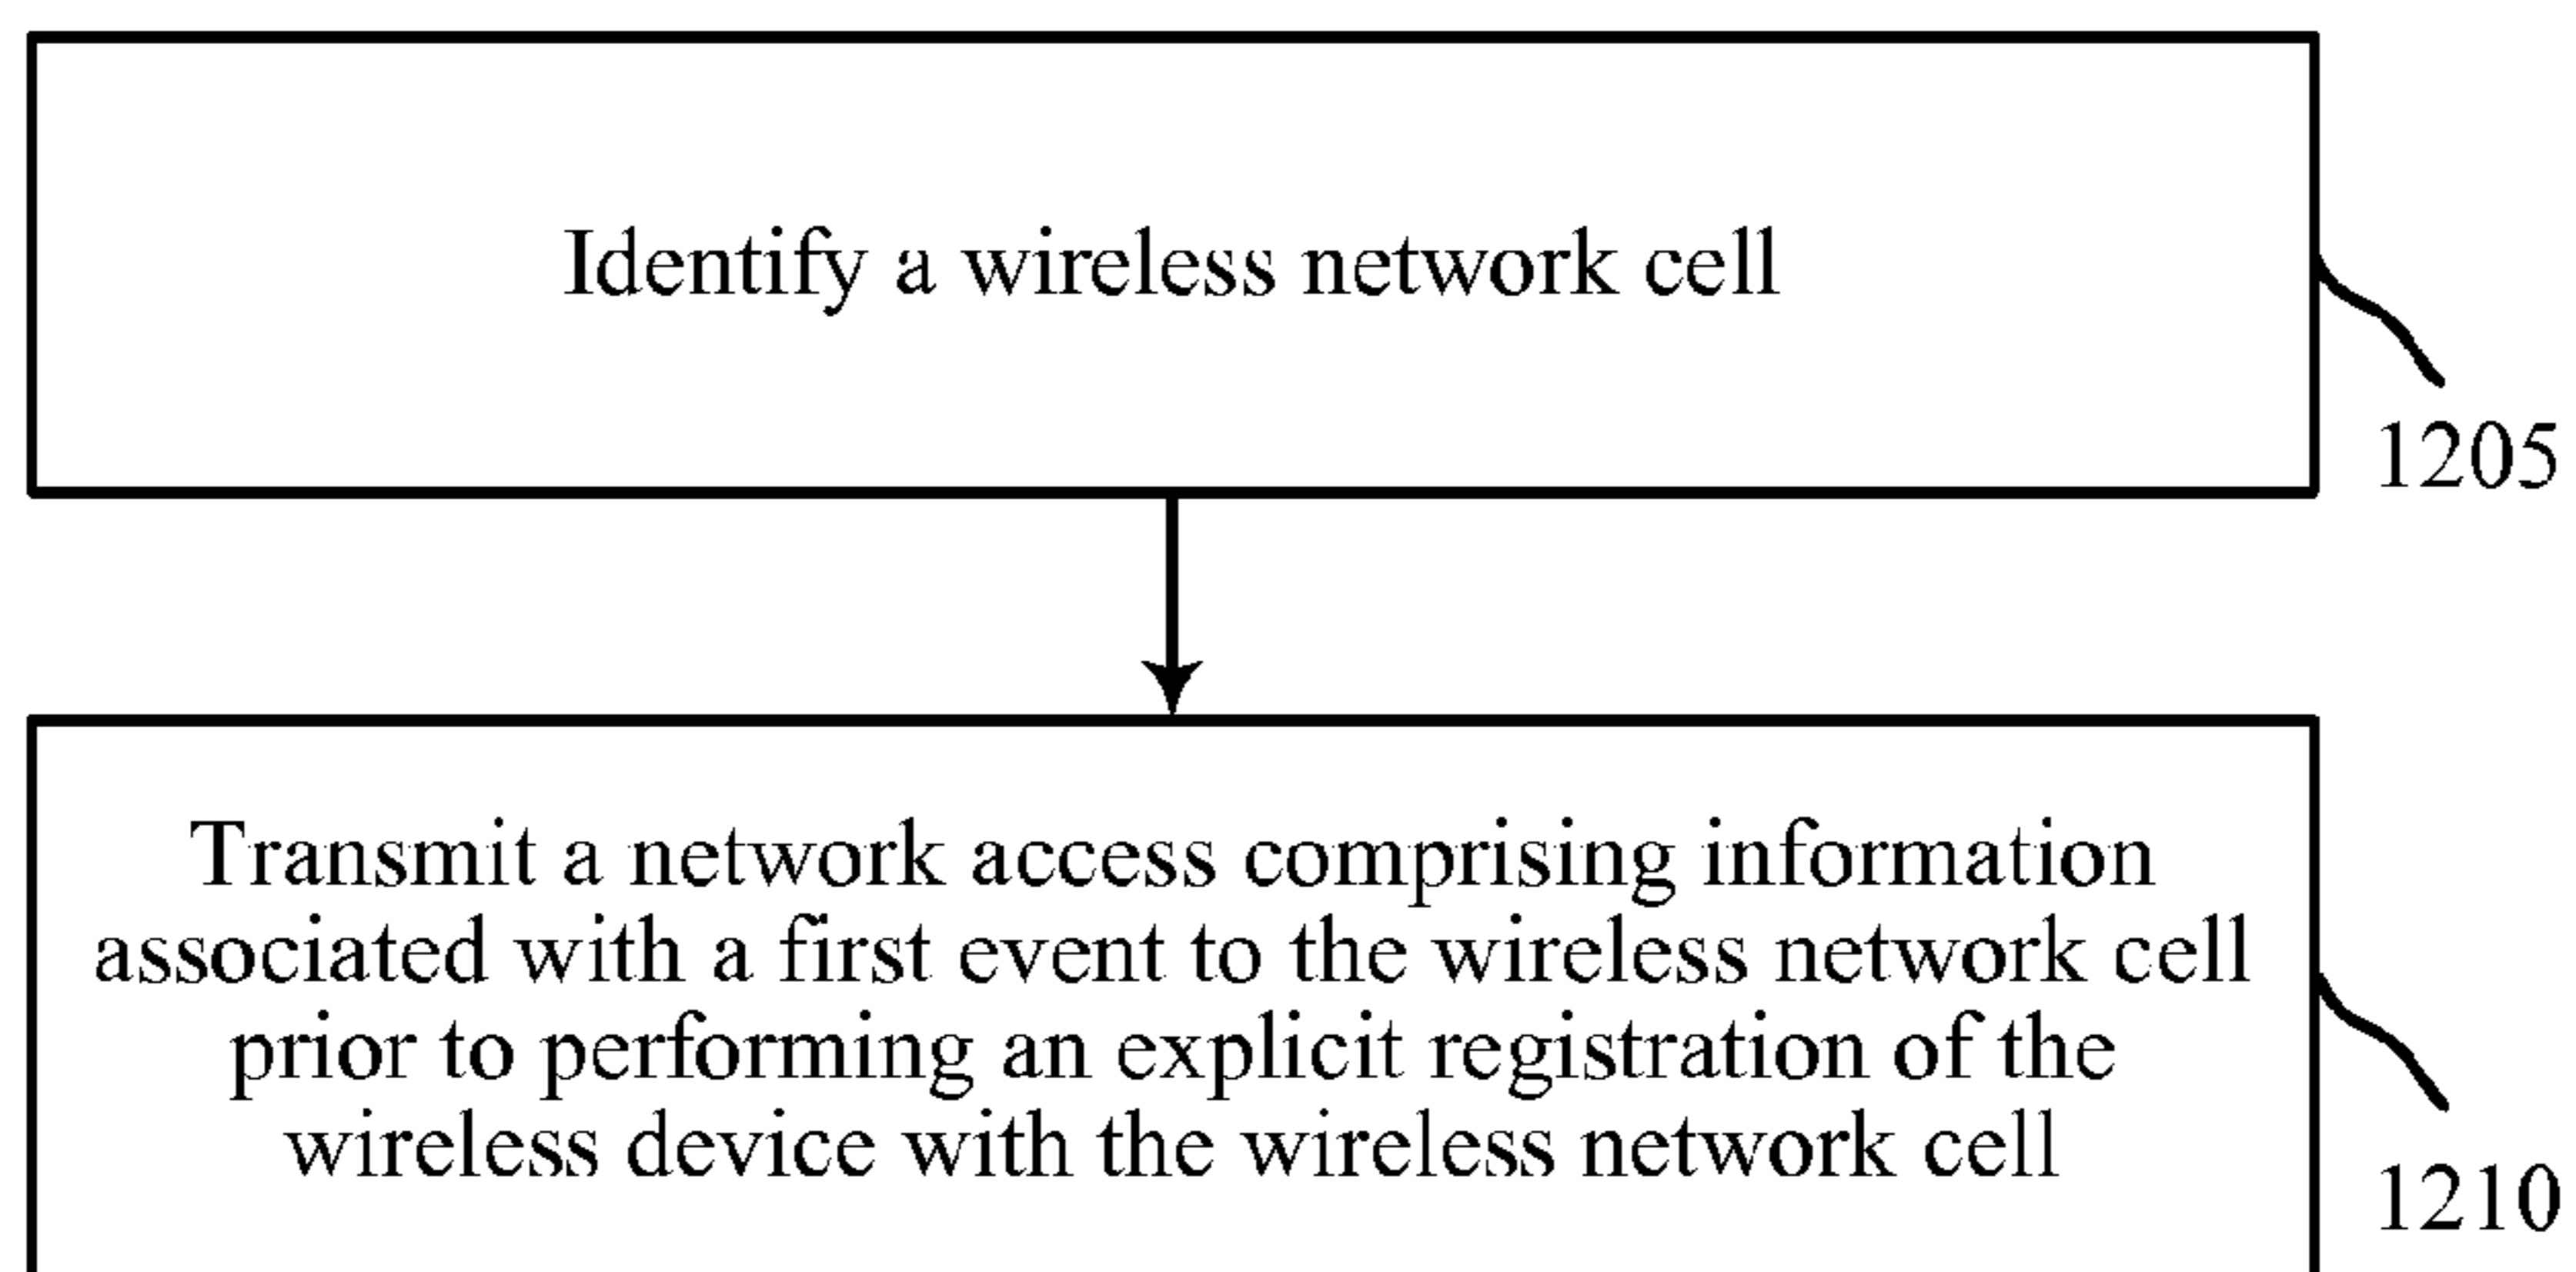 Identify a wireless network cell
1205
Transmit a network access comprising information
associated with a first event to the wireless network cell
prior to performing an explicit registration of the
wireless device with the wireless network cell
1210